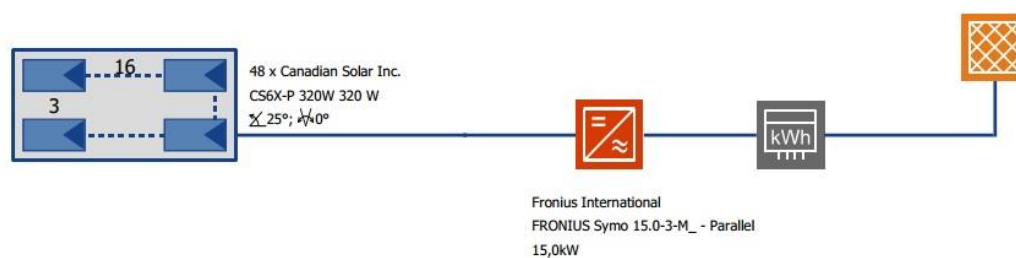 16
3
48 x Canadian Solar Inc.
CS6X-P 320W 320 W
25°; 0°
kWh
Fronius International
FRONIUS Symo 15.0-3-M_ - Parallel
15,0kW